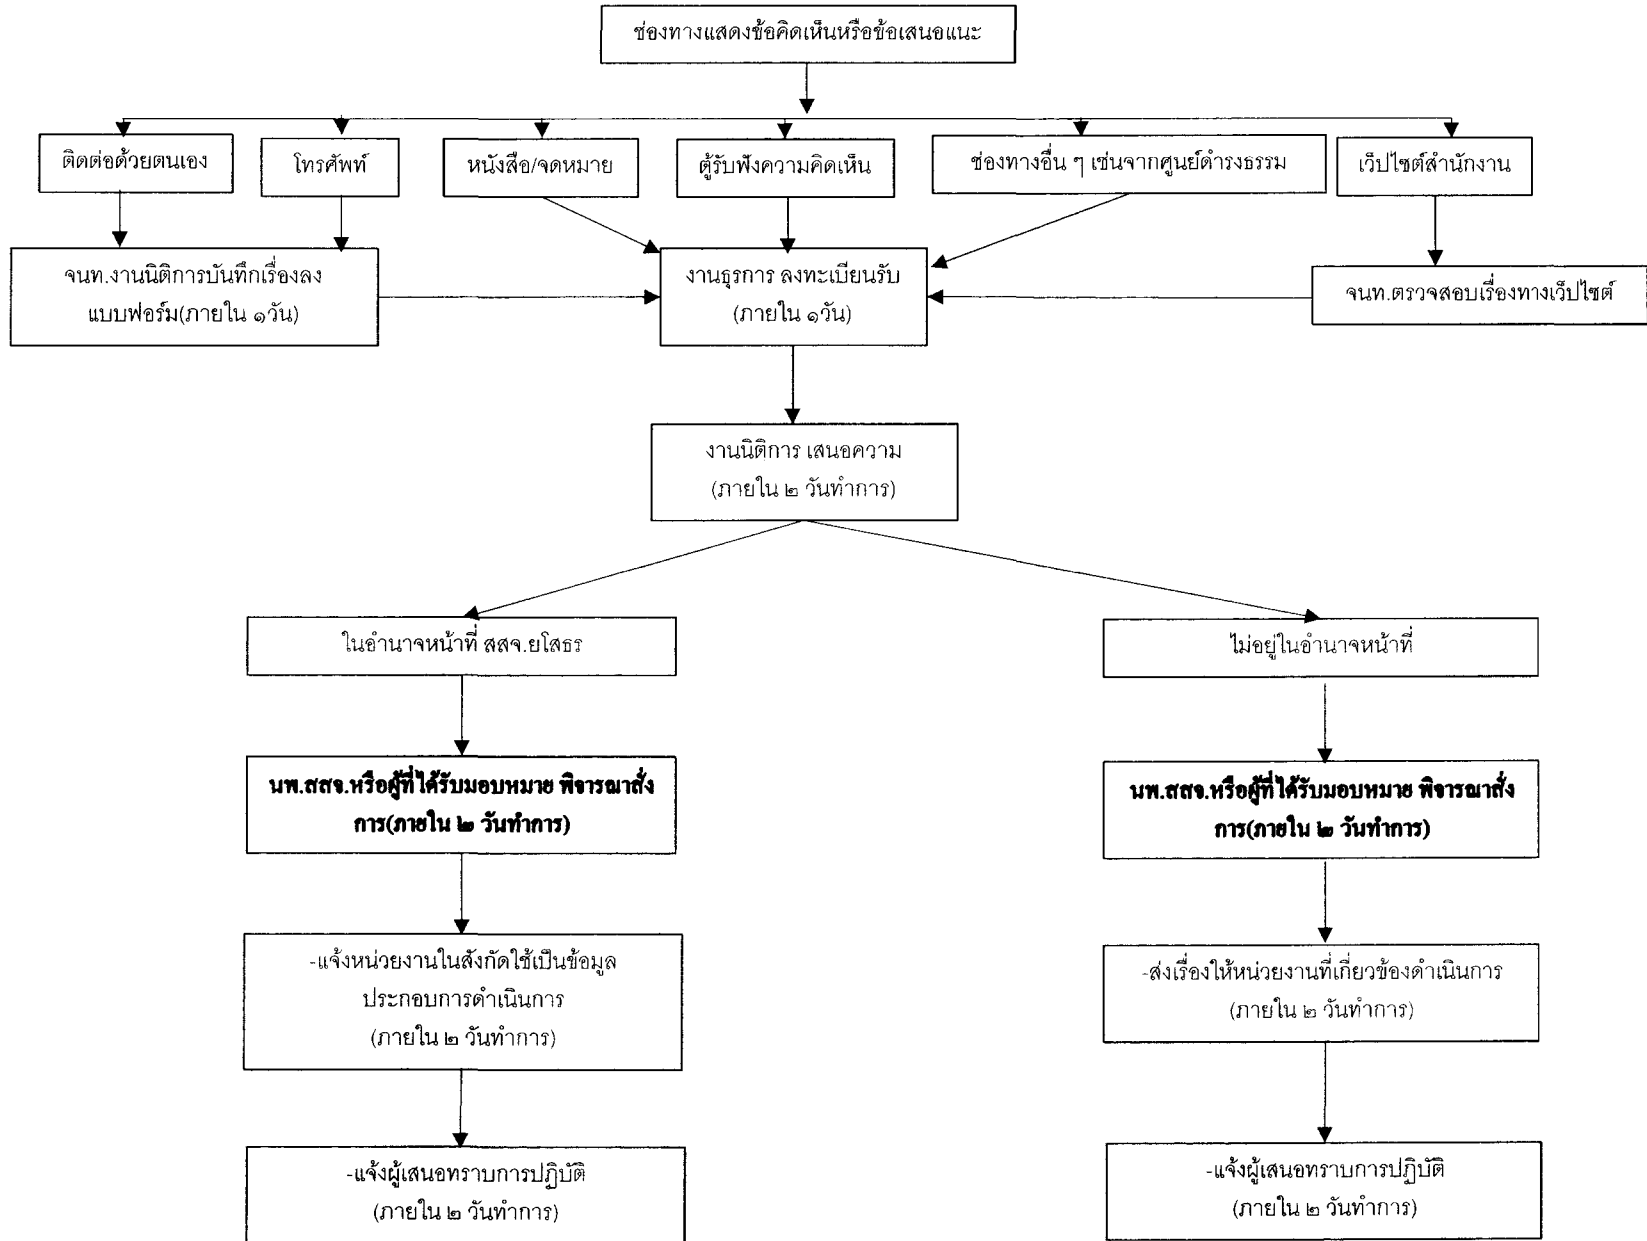 ช่องทางแสดงข้อคิดเห็นหรือข้อเสนอแนะ
ติดต่อด้วยตนเอง
โทรศัพท์
หนังสือ/จดหมาย
ตู้รับฟังความคิดเห็น
ช่องทางอื่น ๆ เช่นจากศูนย์ดำรงธรรม
เว็ปไซต์สำนักงาน
จนท.งานนิติการบันทึกเรื่องลง
แบบฟอร์ม(ภายใน ๑วัน)
งานธุรการ ลงทะเบียนรับ
(ภายใน ๑วัน)
จนท.ตรวจสอบเรื่องทางเว็ปไซต์
งานนิติการ เสนอความ
(ภายใน ๒ วันทำการ)
ในอำนาจหน้าที่ สสจ.ยโสธร
ไม่อยู่ในอำนาจหน้าที่
นพ.สสจ.หรือผู้ที่ได้รับมอบหมาย พิจารณาสั่ง
การ(ภายใน ๒ วันทำการ)
นพ.สสจ.หรือผู้ที่ได้รับมอบหมาย พิจารณาสั่ง
การ(ภายใน ๒ วันทำการ)
-แจ้งหน่วยงานในสังกัดใช้เป็นข้อมูล
ประกอบการดำเนินการ
(ภายใน ๒ วันทำการ)
-ส่งเรื่องให้หน่วยงานที่เกี่ยวข้องดำเนินการ
(ภายใน ๒ วันทำการ)
-แจ้งผู้เสนอทราบการปฏิบัติ
(ภายใน ๒ วันทำการ)
-แจ้งผู้เสนอทราบการปฏิบัติ
(ภายใน ๒ วันทำการ)